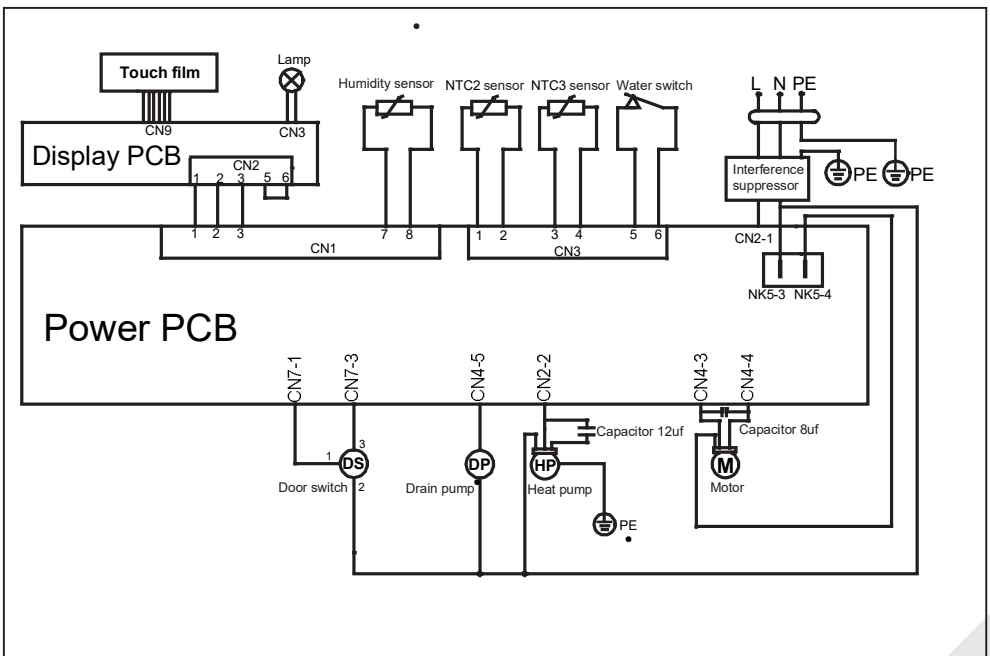 Touch film
Lamp
Humidity sensor
NTC2 sensor
NTC3 sensor
Water switch
L N PE
CN9
CN3
Display PCB
CN2
1 2 3 5 6
Interference
suppressor
PE
PE
1 2 3
7 8
CN1
1 2 3 4 5 6
CN3
CN2-1
NK5-3 NK5-4
Power PCB
CN7-1
CN7-3
CN4-5
CN2-2
CN4-3
CN4-4
Capacitor 12uf
Capacitor 8uf
1
3
DS
2
Door switch
DP
Drain pump
HP
Heat pump
M
Motor
PE